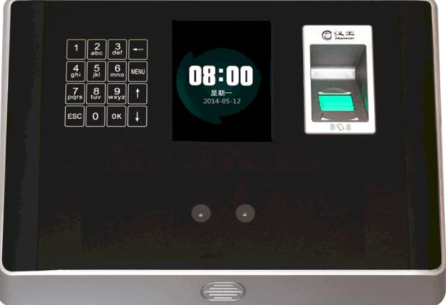 1
2
abc
3
def
←
4
ghi
5
jkl
6
mno
MENU
7
pqrs
8
tuv
9
wxyz
↑
ESC
0
OK
↓
08:00
星期一
2014-05-12
汉王
Hanvon